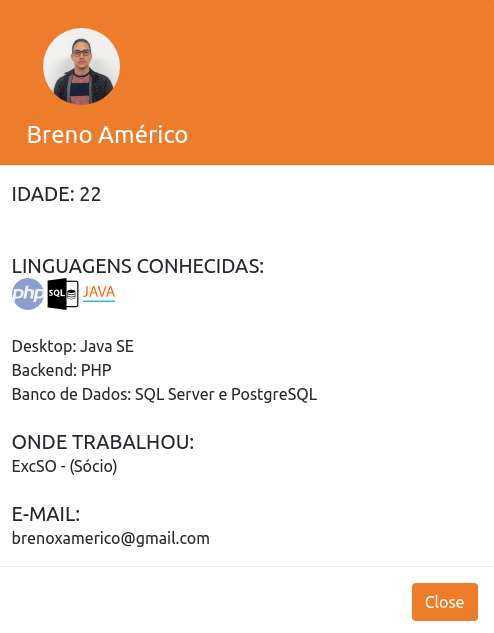 Breno Américo
IDADE: 22
LINGUAGENS CONHECIDAS:
php SQL JAVA
Desktop: Java SE
Backend: PHP
Banco de Dados: SQL Server e PostgreSQL
ONDE TRABALHOU:
ExcSO - (Sócio)
E-MAIL:
brenoxamerico@gmail.com
Close